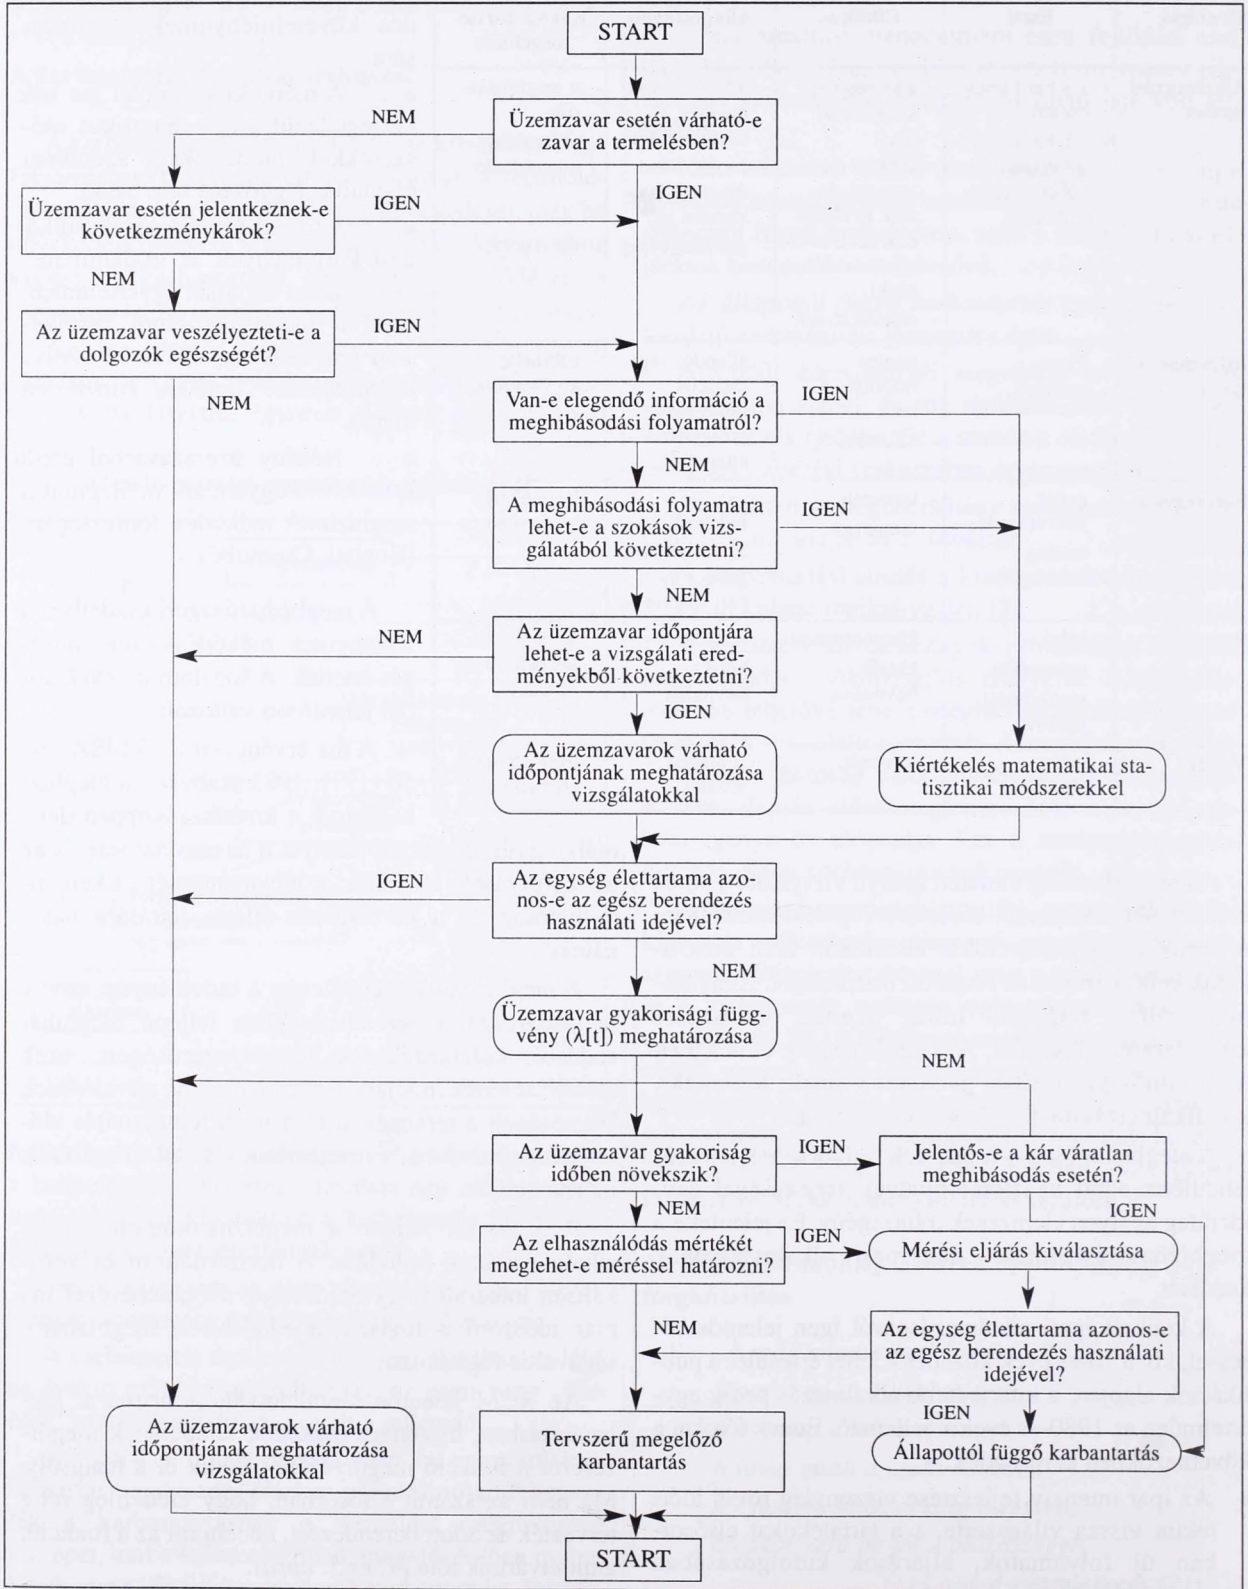 START
NEM
Üzemzavar esetén várható-e
zavar a termelésben?
IGEN
Üzemzavar esetén jelentkeznek-e
következménykárok?
IGEN
NEM
Az üzemzavar veszélyezteti-e a
dolgozók egészségét?
IGEN
NEM
Van-e elegendő információ a
meghibásodási folyamatról?
IGEN
NEM
A meghibásodási folyamatra
lehet-e a szokások vizs-
gálatából következtetni?
IGEN
NEM
Az üzemzavar időpontjára
lehet-e a vizsgálati ered-
ményekből következtetni?
NEM
IGEN
Az üzemzavarok várható
időpontjának meghatározása
vizsgálatokkal
Kiértékelés matematikai sta-
tisztikai módszerekkel
Az egység élettartama azo-
nos-e az egész berendezés
használati idejével?
IGEN
NEM
Üzemzavar gyakorisági függ-
vény (λ[t]) meghatározása
NEM
Az üzemzavar gyakoriság
időben növekszik?
IGEN
Jelentős-e a kár váratlan
meghibásodás esetén?
NEM
IGEN
Az elhasználódás mértékét
meglehet-e méréssel határozni?
IGEN
Mérési eljárás kiválasztása
NEM
Az egység élettartama azonos-e
az egész berendezés használati
idejével?
IGEN
Az üzemzavarok várható
időpontjának meghatározása
vizsgálatokkal
Tervszerű megelőző
karbantartás
Állapottól függő karbantartás
START